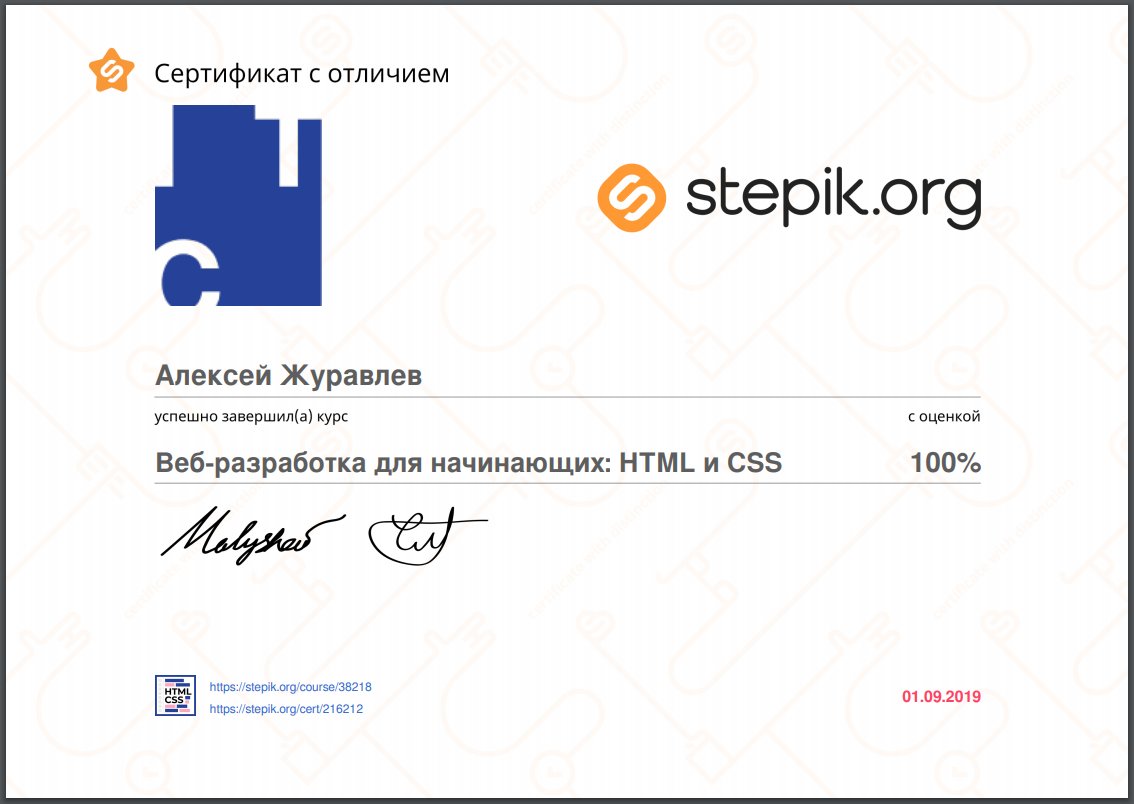 Сертификат с отличием
T
C
stepik.org
Алексей Журавлев
успешно завершил(а) курс с оценкой
Веб-разработка для начинающих: HTML и CSS 100%
HTML
CSS
https://stepik.org/course/38218
https://stepik.org/cert/216212
01.09.2019